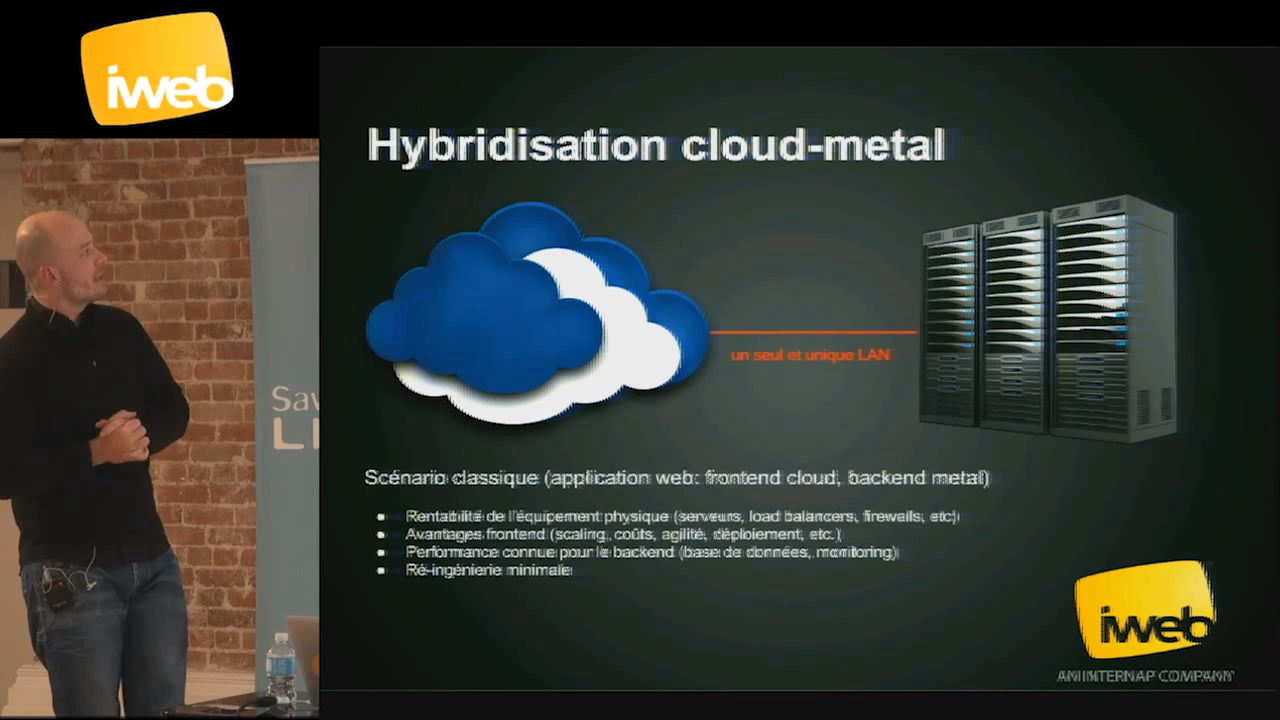 iweb
Hybridisation cloud-metal
un seul et unique LAN
Sav
Scénario classique (application web: frontend cloud, backend metal)
Rentabilité de l'équipement physique (serveurs, load balancers, firewalls, etc)
Avantages frontend (scaling, coûts, agilité, déploiement, etc.)
Performance connue pour le backend (base de données, monitoring)
Ré-ingénierie minimale
iweb
AN INTERNAP COMPANY